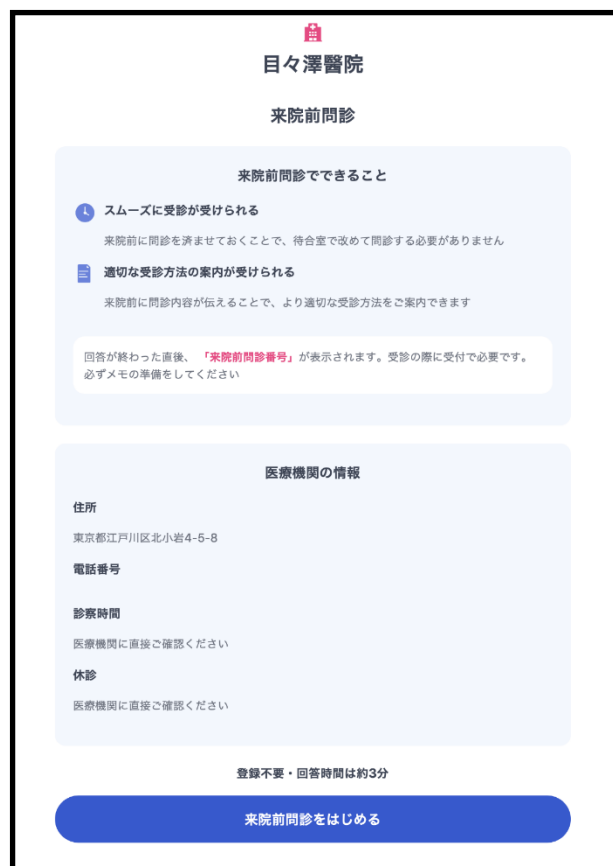 目々澤醫院
来院前問診
来院前問診でできること
スムーズに受診が受けられる
来院前に問診を済ませておくことで、待合室で改めて問診する必要がありません
適切な受診方法の案内が受けられる
来院前に問診内容が伝えることで、より適切な受診方法をご案内できます
回答が終わった直後、「来院前問診番号」が表示されます。受診の際に受付で必要です。
必ずメモの準備をしてください
医療機関の情報
住所
東京都江戸川区北小岩4-5-8
電話番号
診察時間
医療機関に直接ご確認ください
休診
医療機関に直接ご確認ください
登録不要・回答時間は約3分
来院前問診をはじめる